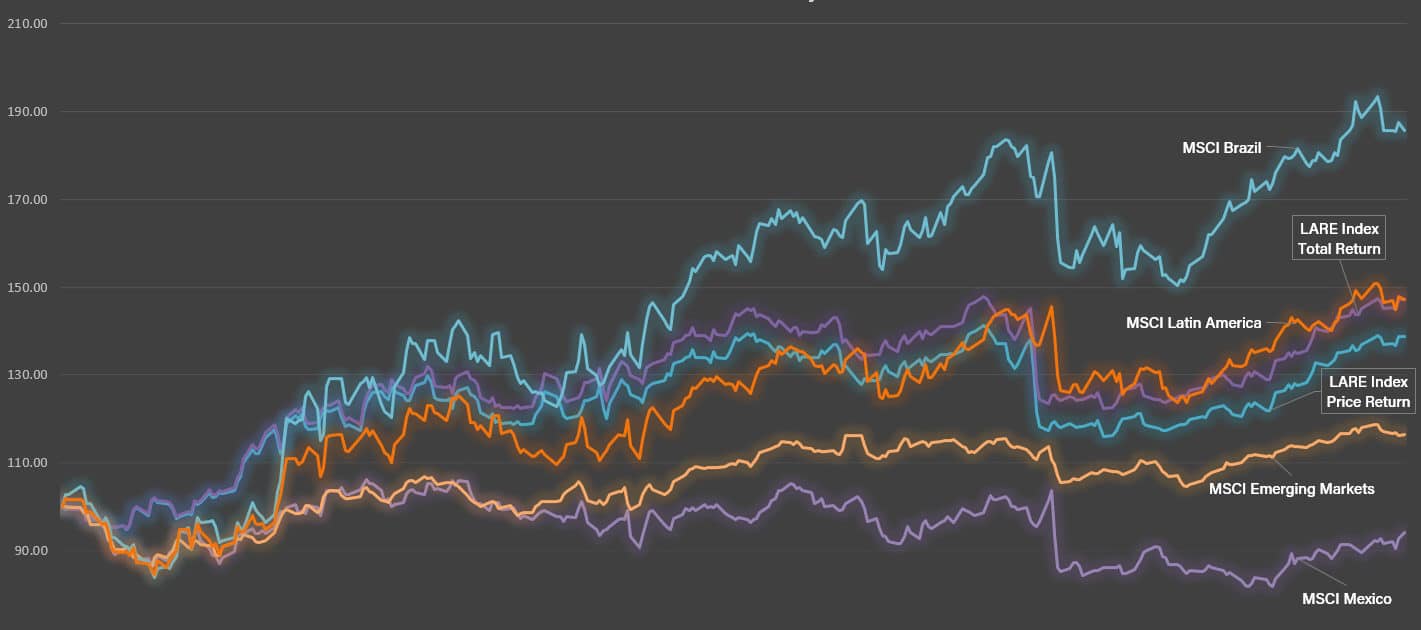 210.00
190.00
170.00
150.00
130.00
110.00
90.00
MSCI Brazil
LARE Index
Total Return
MSCI Latin America
LARE Index
Price Return
MSCI Emerging Markets
MSCI Mexico